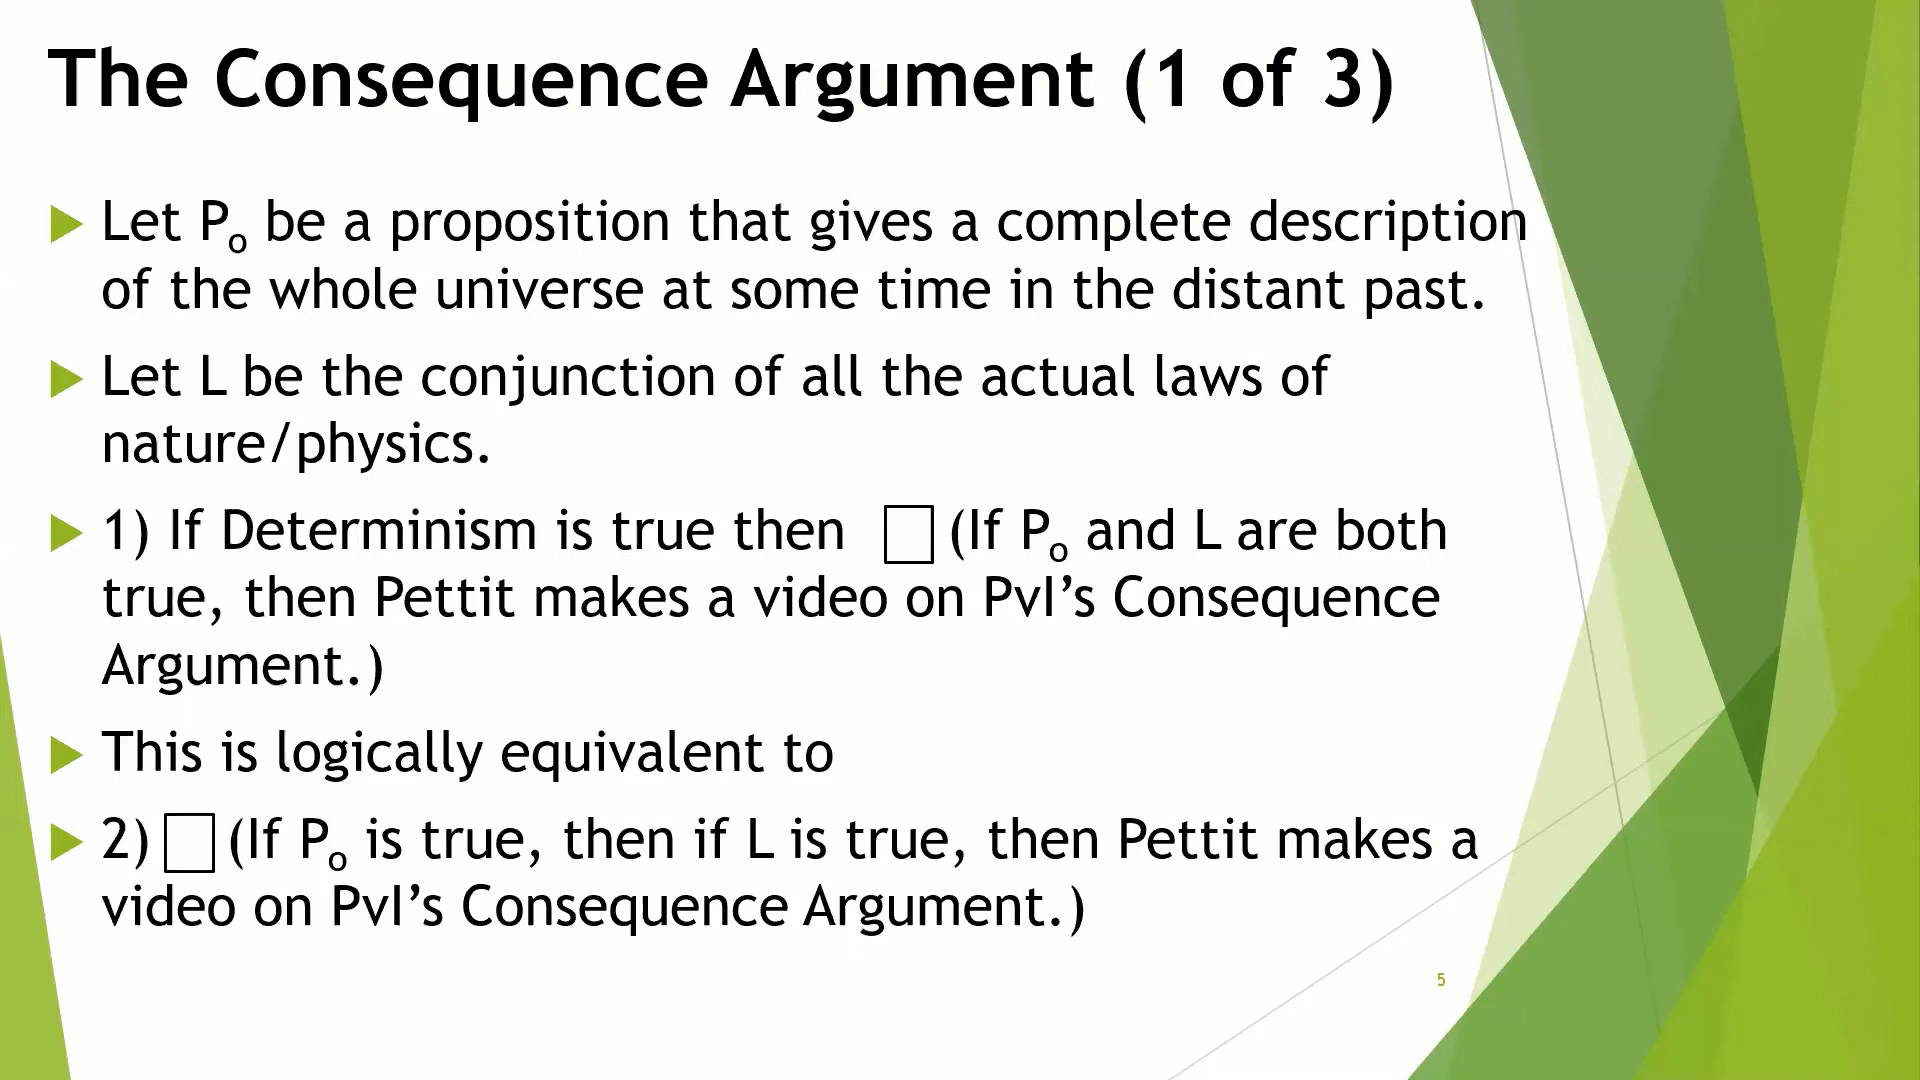 The Consequence Argument (1 of 3)
Let P₀ be a proposition that gives a complete description
of the whole universe at some time in the distant past.
Let L be the conjunction of all the actual laws of
nature/physics.
1) If Determinism is true then □ (If P₀ and L are both
true, then Pettit makes a video on PvI’s Consequence
Argument.)
This is logically equivalent to
2) □ (If P₀ is true, then if L is true, then Pettit makes a
video on PvI’s Consequence Argument.)
5